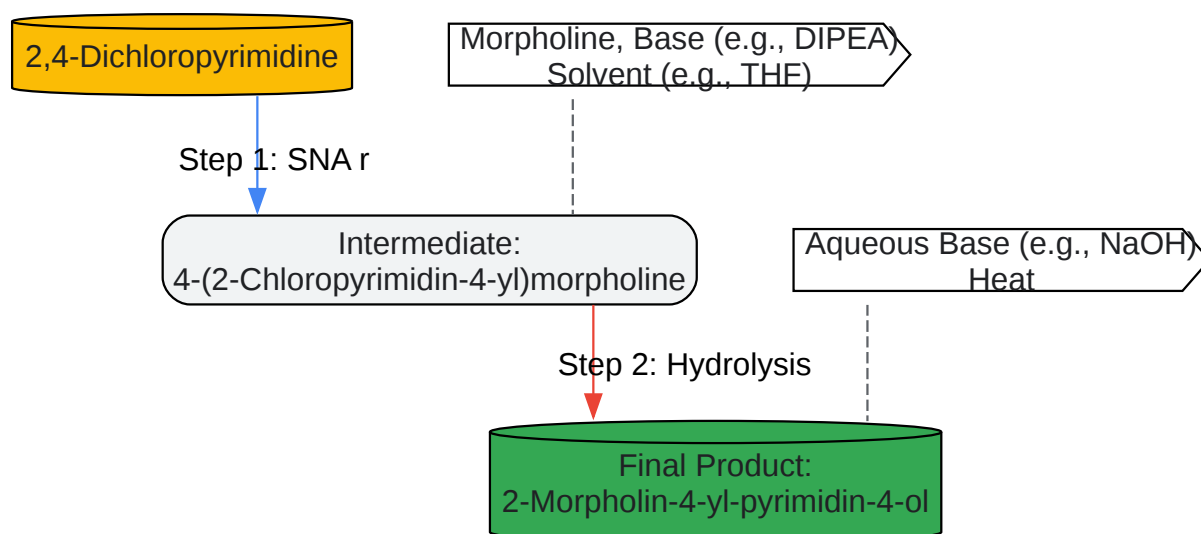 2,4-Dichloropyrimidine
Morpholine, Base (e.g., DIPEA)
Solvent (e.g., THF)
Step 1: SNA r
Intermediate:
4-(2-Chloropyrimidin-4-yl)morpholine
Aqueous Base (e.g., NaOH)
Heat
Step 2: Hydrolysis
Final Product:
2-Morpholin-4-yl-pyrimidin-4-ol